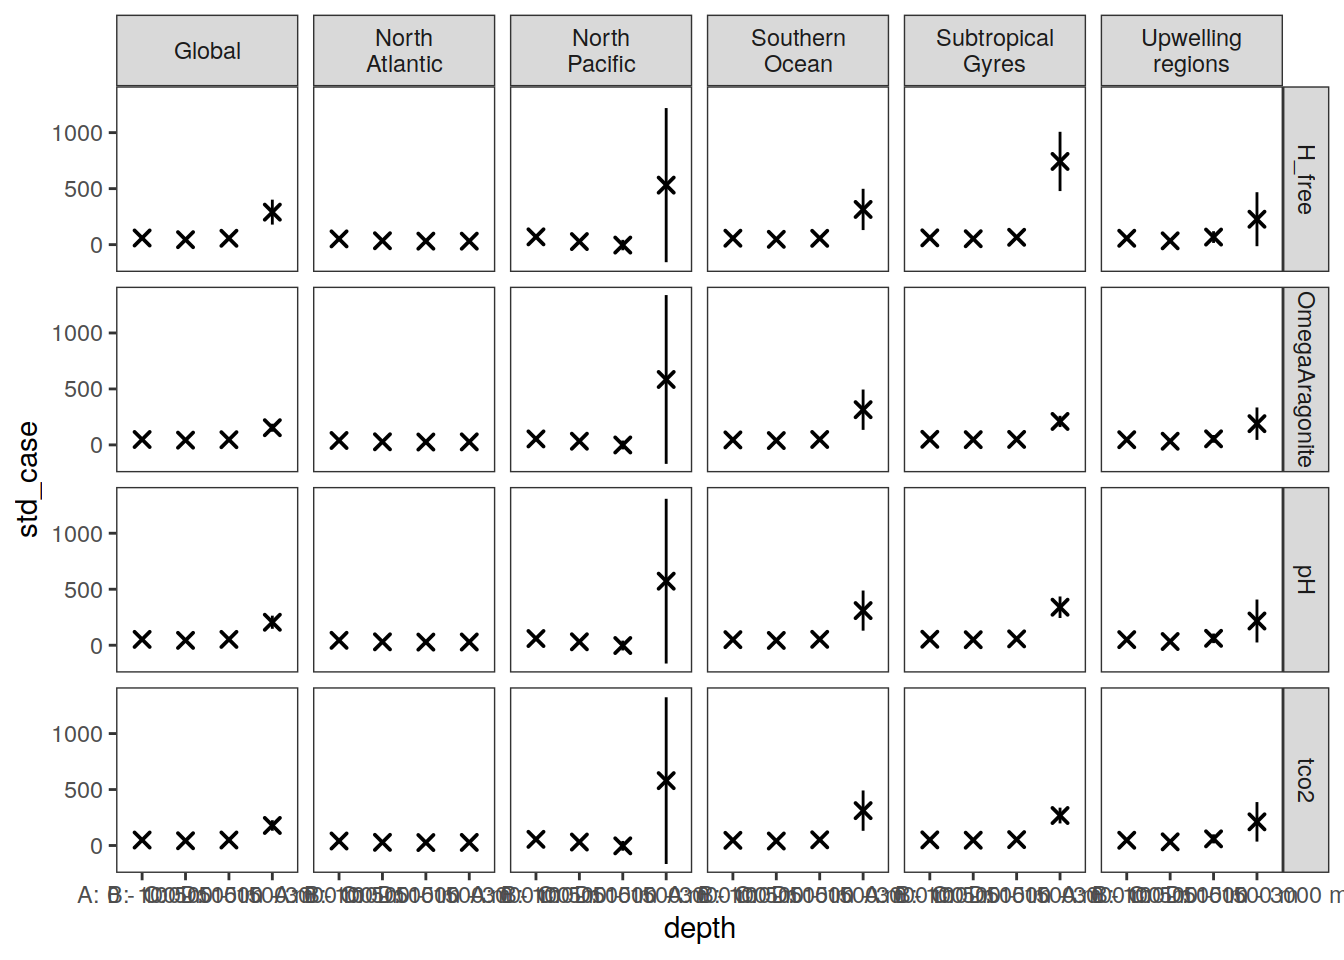 Global
North
Atlantic
North
Pacific
Southern
Ocean
Subtropical
Gyres
Upwelling
regions
1000
500
0
H_free
1000
500
0
OmegaAragonite
1000
500
0
pH
1000
500
0
tco2
std_case
depth